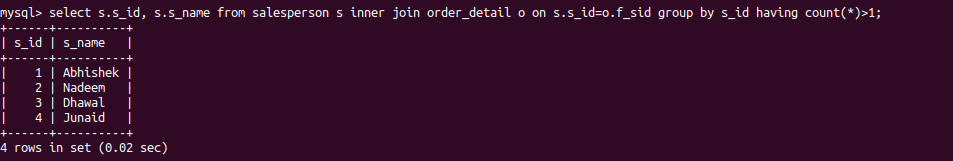 mysql> select s.s_id, s.s_name from salesperson s inner join order_detail o on s.s_id=o.f_sid group by s_id having count(*)>1;
+------+----------+
| s_id | s_name   |
+------+----------+
|    1 | Abhishek |
|    2 | Nadeem   |
|    3 | Dhawal   |
|    4 | Junaid   |
+------+----------+
4 rows in set (0.02 sec)